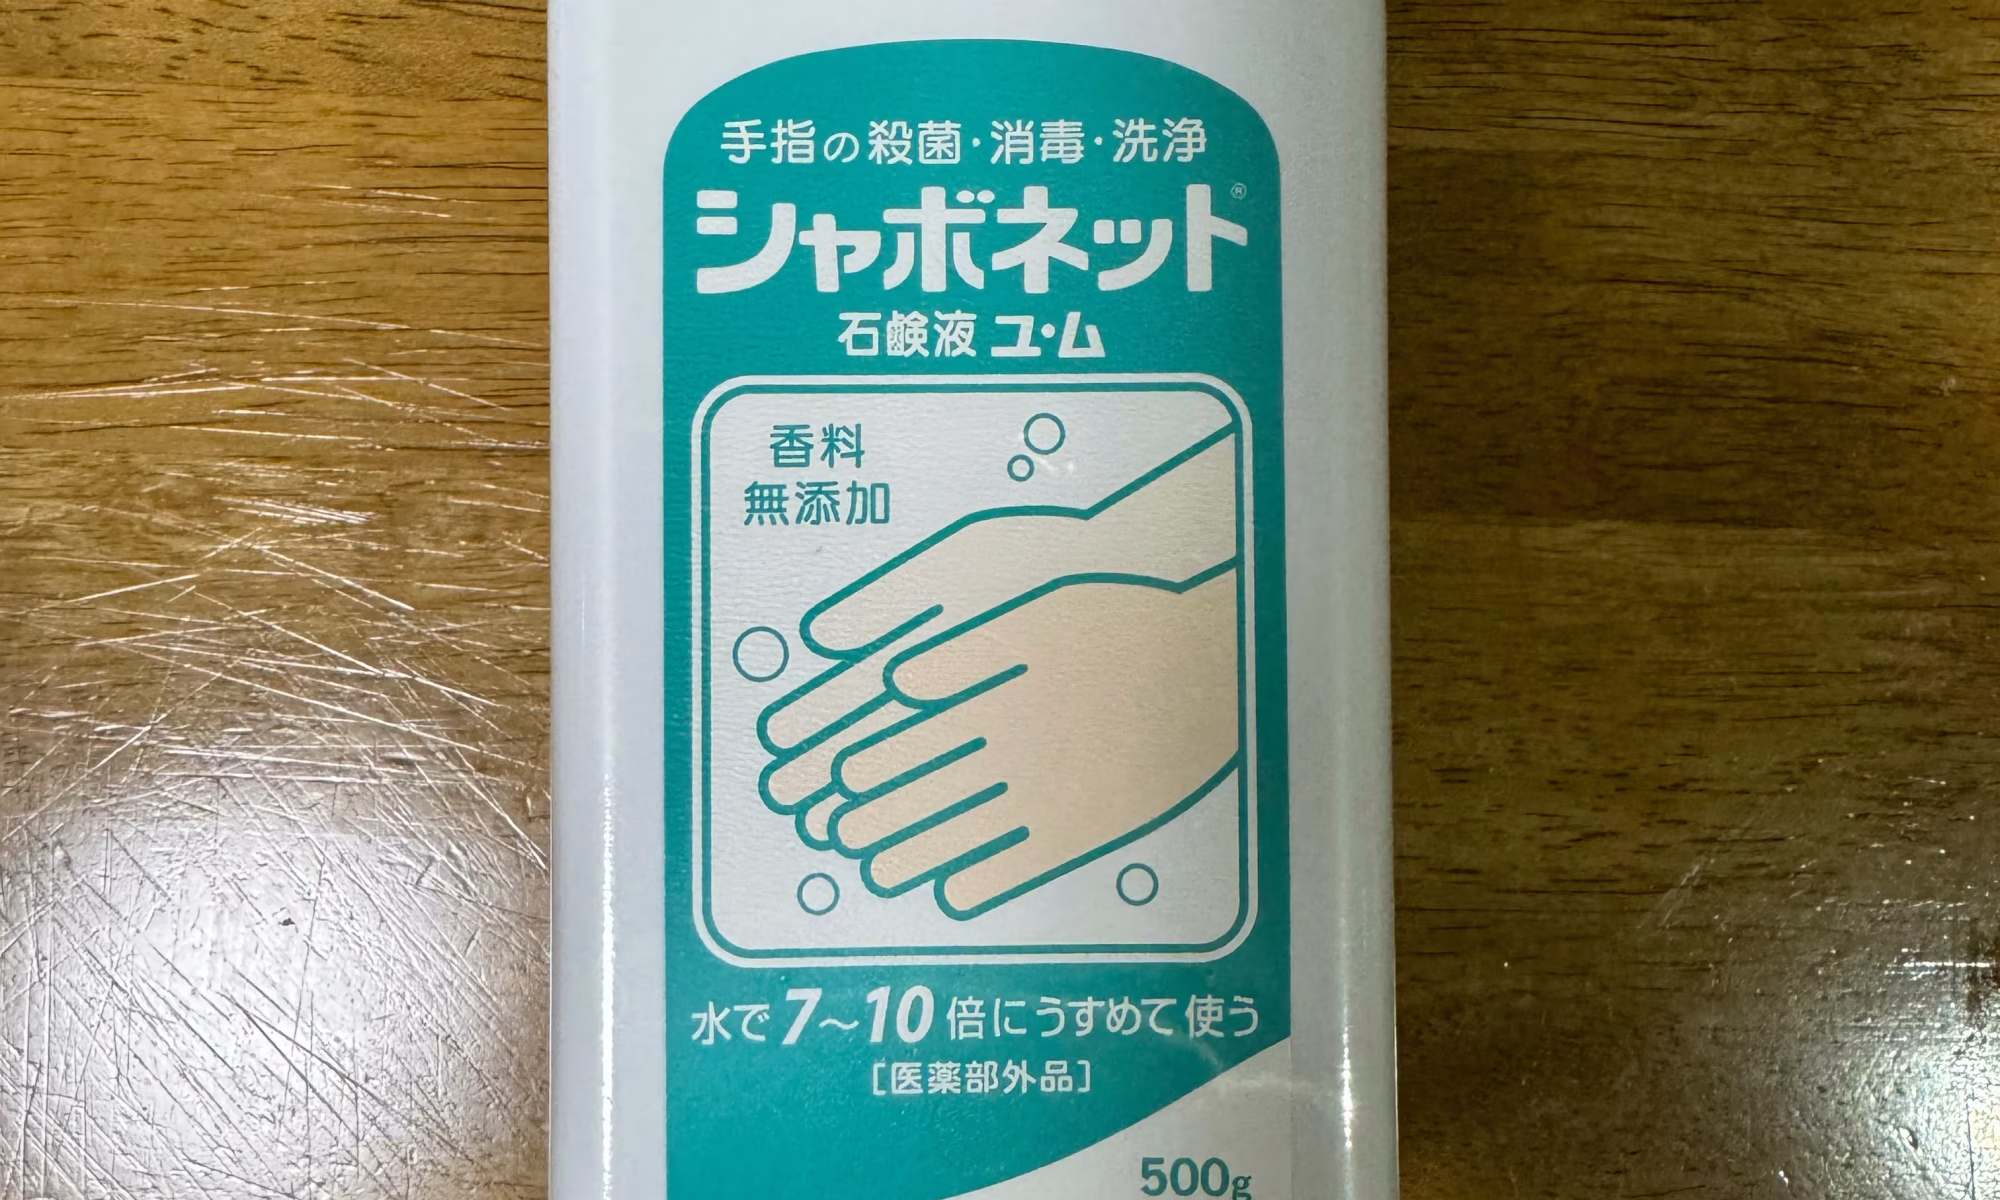 手指の殺菌・消毒・洗浄
シャボネット®
石鹸液 ユ・ム
香料
無添加
水で7〜10倍にうすめて使う
[医薬部外品]
500g